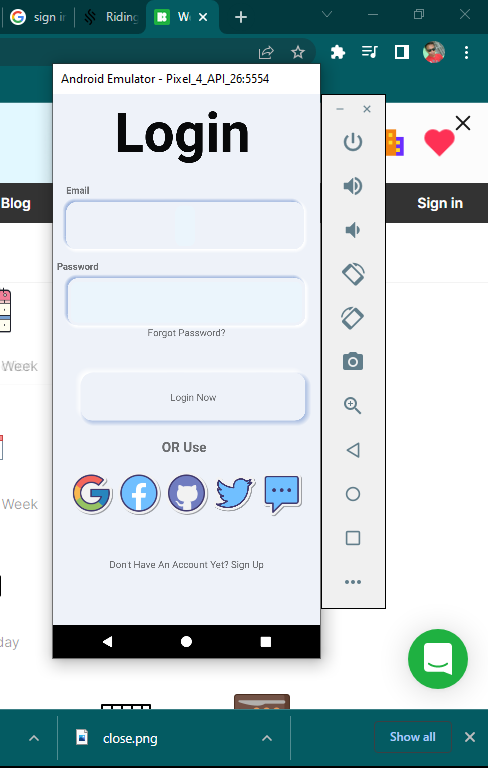 sign in
Riding
W
Android Emulator - Pixel_4_API_26:5554
Login
Email
Blog
Sign in
Password
Forgot Password?
Week
Login Now
OR Use
Week
Don't Have An Account Yet? Sign Up
day
close.png
Show all